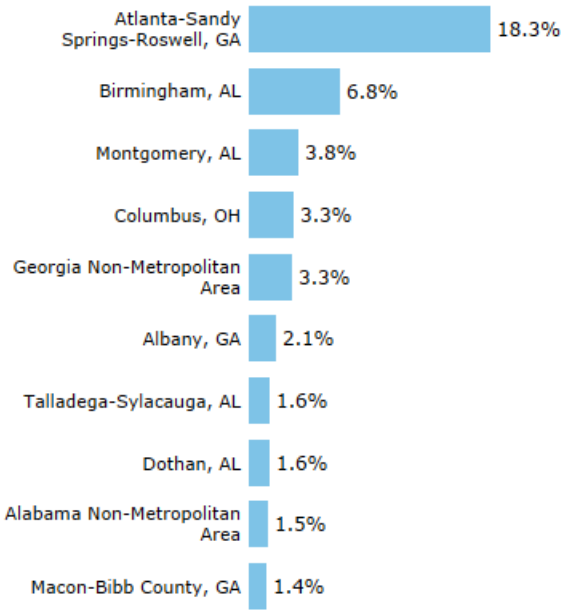 Atlanta-Sandy
Springs-Roswell, GA
18.3%
Birmingham, AL
6.8%
Montgomery, AL
3.8%
Columbus, OH
3.3%
Georgia Non-Metropolitan
Area
3.3%
Albany, GA
2.1%
Talladega-Sylacauga, AL
1.6%
Dothan, AL
1.6%
Alabama Non-Metropolitan
Area
1.5%
Macon-Bibb County, GA
1.4%